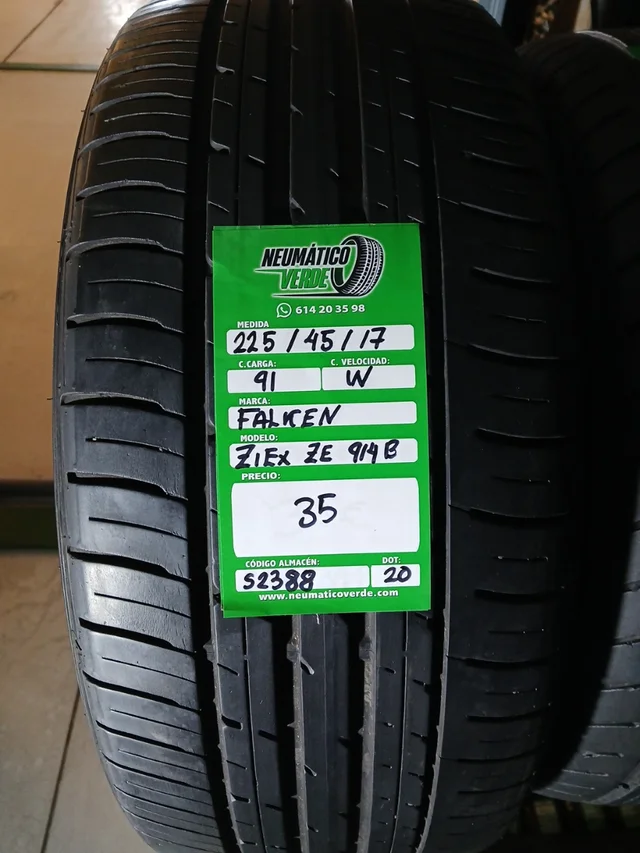 NEUMÁTICO
VERDE
614 20 35 98
MEDIDA
225 / 45 / 17
C.CARGA: C. VELOCIDAD:
91 W
MARCA:
FALKEN
MODELO:
ZIEX ZE 914 B
PRECIO:
35
CÓDIGO ALMACÉN: DOT:
S2388 20
www.neumaticoverde.com